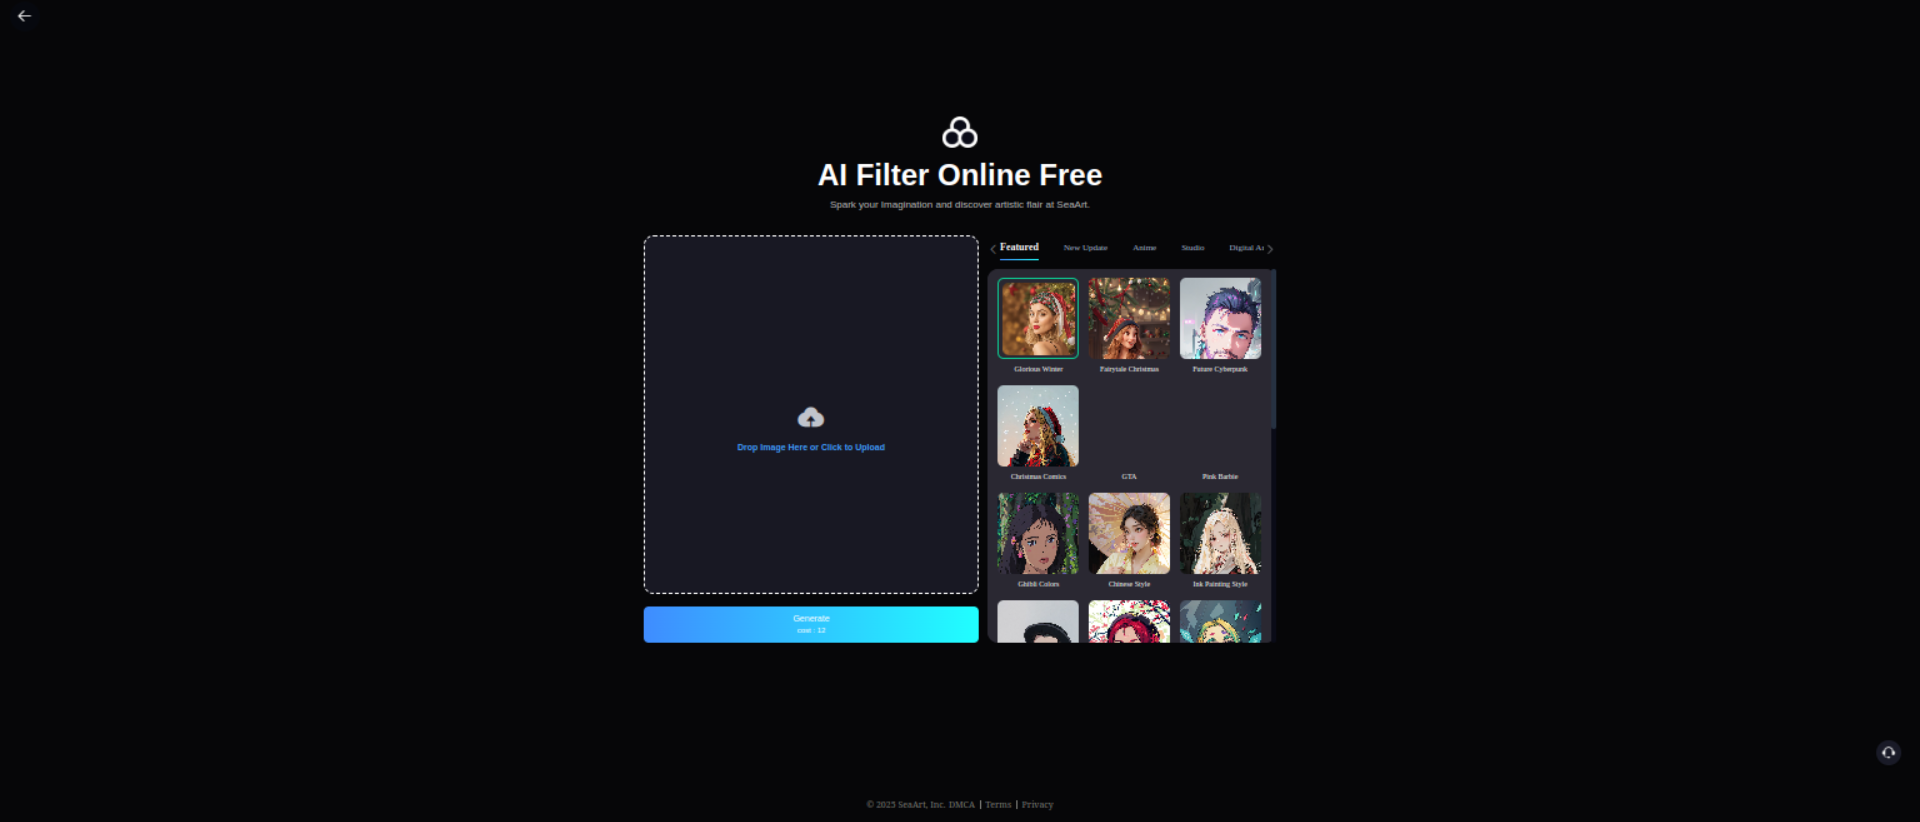 AI Filter Online Free
Spark your Imagination and discover artistic flair at SeaArt.
Drop Image Here or Click to Upload
Generate
cost : 12
Featured New Update Anime Studio Digital Ar
Glorious Winter Fairytale Christmas Future Cyberpunk
Christmas Comics GTA Pink Barbie
Ghibli Colors Chinese Style Ink Painting Style
© 2025 SeaArt, Inc. DMCA | Terms | Privacy